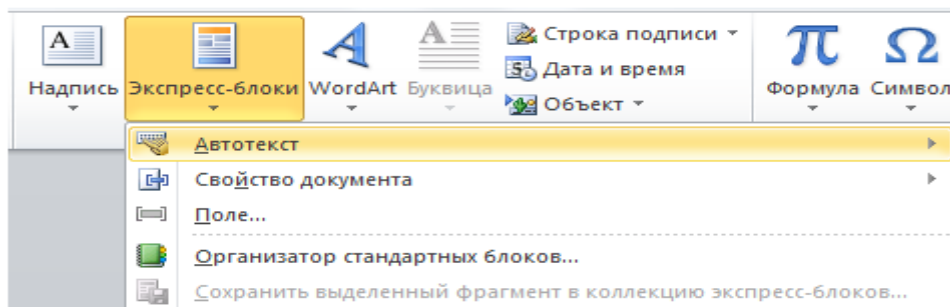 Надпись
Экспресс-блоки
WordArt
Буквица
Строка подписи
Дата и время
Объект
Формула
Символ
Автотекст
Свойство документа
Поле...
Организатор стандартных блоков...
Сохранить выделенный фрагмент в коллекцию экспресс-блоков...